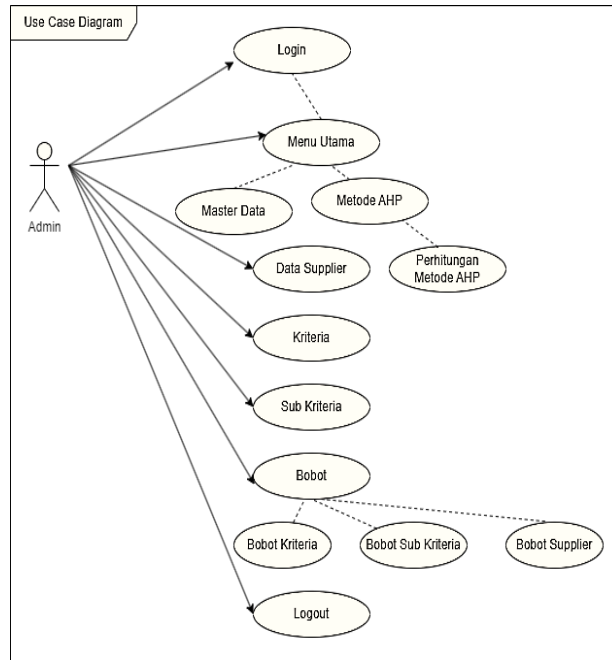 Use Case Diagram
Login
Menu Utama
Admin
Master Data
Metode AHP
Data Supplier
Perhitungan
Metode AHP
Kriteria
Sub Kriteria
Bobot
Bobot Kriteria
Bobot Sub Kriteria
Bobot Supplier
Logout